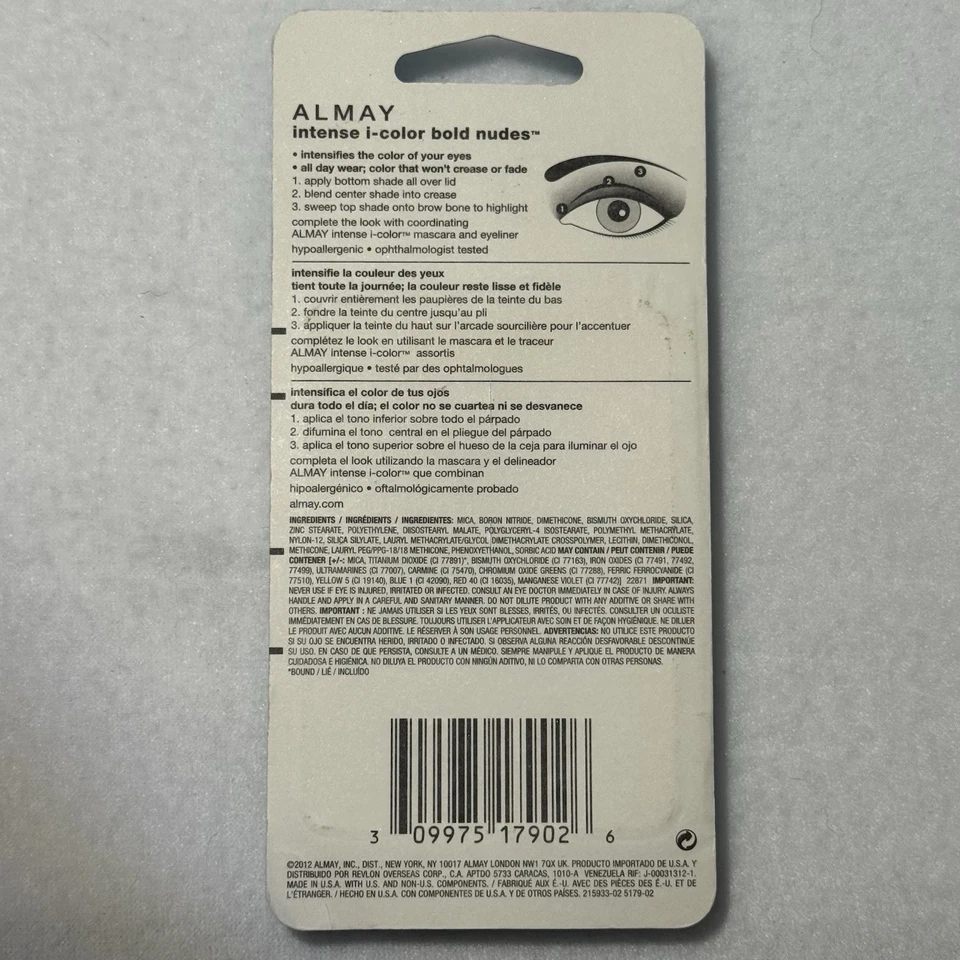 ALMAY
intense i-color bold nudes™
• intensifies the color of your eyes
• all day wear; color that won't crease or fade
1. apply bottom shade all over lid
2. blend center shade into crease
3. sweep top shade onto brow bone to highlight
complete the look with coordinating
ALMAY intense i-color™ mascara and eyeliner
hypoallergenic • ophthalmologist tested
1
2
3
intensifie la couleur des yeux
tient toute la journée; la couleur reste lisse et fidèle
1. couvrir entièrement les paupières de la teinte du bas
2. fondre la teinte du centre jusqu'au pli
3. appliquer la teinte du haut sur l'arcade sourcilière pour l'accentuer
complétez le look en utilisant le mascara et le traceur
ALMAY intense i-color™ assortis
hypoallergique • testé par des ophtalmologues
intensifica el color de tus ojos
dura todo el día; el color no se cuartea ni se desvanece
1. aplica el tono inferior sobre todo el párpado
2. difumina el tono central en el pliegue del párpado
3. aplica el tono superior sobre el hueso de la ceja para iluminar el ojo
completa el look utilizando la mascara y el delineador
ALMAY intense i-color™ que combinan
hipoalergénico • oftalmológicamente probado
almay.com
INGREDIENTS / INGRÉDIENTS / INGREDIENTES: MICA, BORON NITRIDE, DIMETHICONE, BISMUTH OXYCHLORIDE, SILICA,
ZINC STEARATE, POLYETHYLENE, DIISOSTEARYL MALATE, POLYGLYCERYL-4 ISOSTEARATE, POLYMETHYL METHACRYLATE,
NYLON-12, SILICA SILYLATE, LAURYL METHACRYLATE/GLYCOL DIMETHACRYLATE CROSSPOLYMER, LECITHIN, DIMETHICONOL,
METHICONE, LAURYL PEG/PPG-18/18 METHICONE, PHENOXYETHANOL, SORBIC ACID MAY CONTAIN / PEUT CONTENIR / PUEDE
CONTENER [+/-: MICA, TITANIUM DIOXIDE (CI 77891)*, BISMUTH OXYCHLORIDE (CI 77163), IRON OXIDES (CI 77491, 77492,
77499), ULTRAMARINES (CI 77007), CARMINE (CI 75470), CHROMIUM OXIDE GREENS (CI 77288), FERRIC FERROCYANIDE (CI
77510), YELLOW 5 (CI 19140), BLUE 1 (CI 42090), RED 40 (CI 16035), MANGANESE VIOLET (CI 77742)] 22871 IMPORTANT:
NEVER USE IF EYE IS INJURED, IRRITATED OR INFECTED. CONSULT AN EYE DOCTOR IMMEDIATELY IN CASE OF INJURY. ALWAYS
HANDLE AND APPLY IN A CAREFUL AND SANITARY MANNER. DO NOT DILUTE PRODUCT WITH ANY ADDITIVE OR SHARE WITH
OTHERS. IMPORTANT : NE JAMAIS UTILISER SI LES YEUX SONT BLESSES, IRRITÉS, OU INFECTÉS. CONSULTER UN OCULISTE
IMMÉDIATEMENT EN CAS DE BLESSURE. TOUJOURS UTILISER L'APPLICATEUR AVEC SOIN ET DE FAÇON HYGIÉNIQUE. NE DILUER
LE PRODUIT AVEC AUCUN ADDITIVE. LE RÉSERVER À SON USAGE PERSONNEL. ADVERTENCIAS: NO UTILICE ESTE PRODUCTO
SI SU OJO SE ENCUENTRA HERIDO, IRRITADO O INFECTADO. SI OBSERVA ALGUNA REACCIÓN DESFAVORABLE DESCONTINÚE
SU USO. EN CASO DE QUE PERSISTA, CONSULTE A UN MÉDICO. SIEMPRE MANIPULE Y APLIQUE EL PRODUCTO DE MANERA
CUIDADOSA E HIGIÉNICA. NO DILUYA EL PRODUCTO CON NINGÚN ADITIVO, NI LO COMPARTA CON OTRAS PERSONAS.
*BOUND / LIÉ / INCLUÍDO
3 09975 17902 6
©2012 ALMAY, INC., DIST., NEW YORK, NY 10017 ALMAY LONDON NW1 7QX UK. PRODUCTO IMPORTADO DE U.S.A. Y
DISTRIBUIDO POR REVLON OVERSEAS CORP., C.A. APTDO 5733 CARACAS, 1010-A VENEZUELA RIF: J-00031312-1.
MADE IN U.S.A. WITH U.S. AND NON-U.S. COMPONENTS. / FABRIQUÉ AUX É.-U. AVEC DES PIÈCES DES É.-U. ET DE
L'ÉTRANGER. / HECHO EN U.S.A. CON COMPONENTES DE U.S.A. Y DE OTROS PAÍSES. 215933-02 5179-02